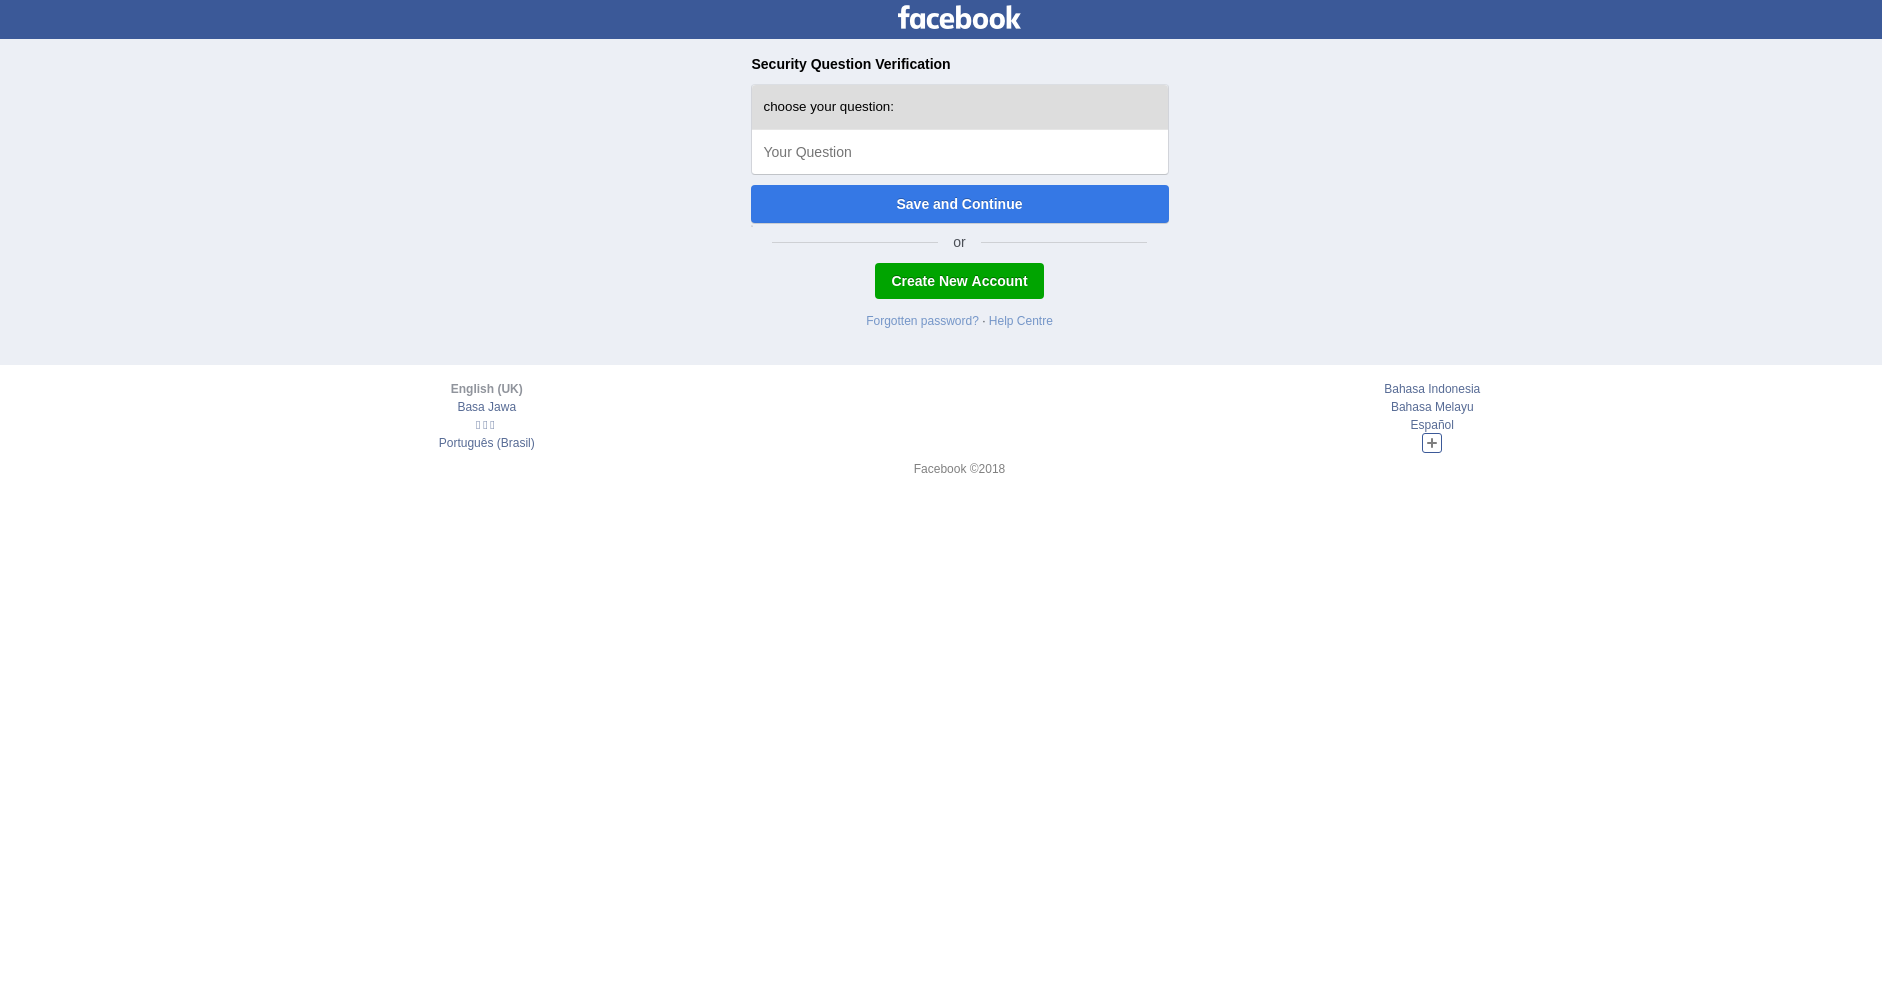 facebook
Security Question Verification
choose your question:
Your Question
Save and Continue
or
Create New Account
Forgotten password? · Help Centre
English (UK)
Bahasa Indonesia
Basa Jawa
Bahasa Melayu
Español
Português (Brasil)
Facebook ©2018